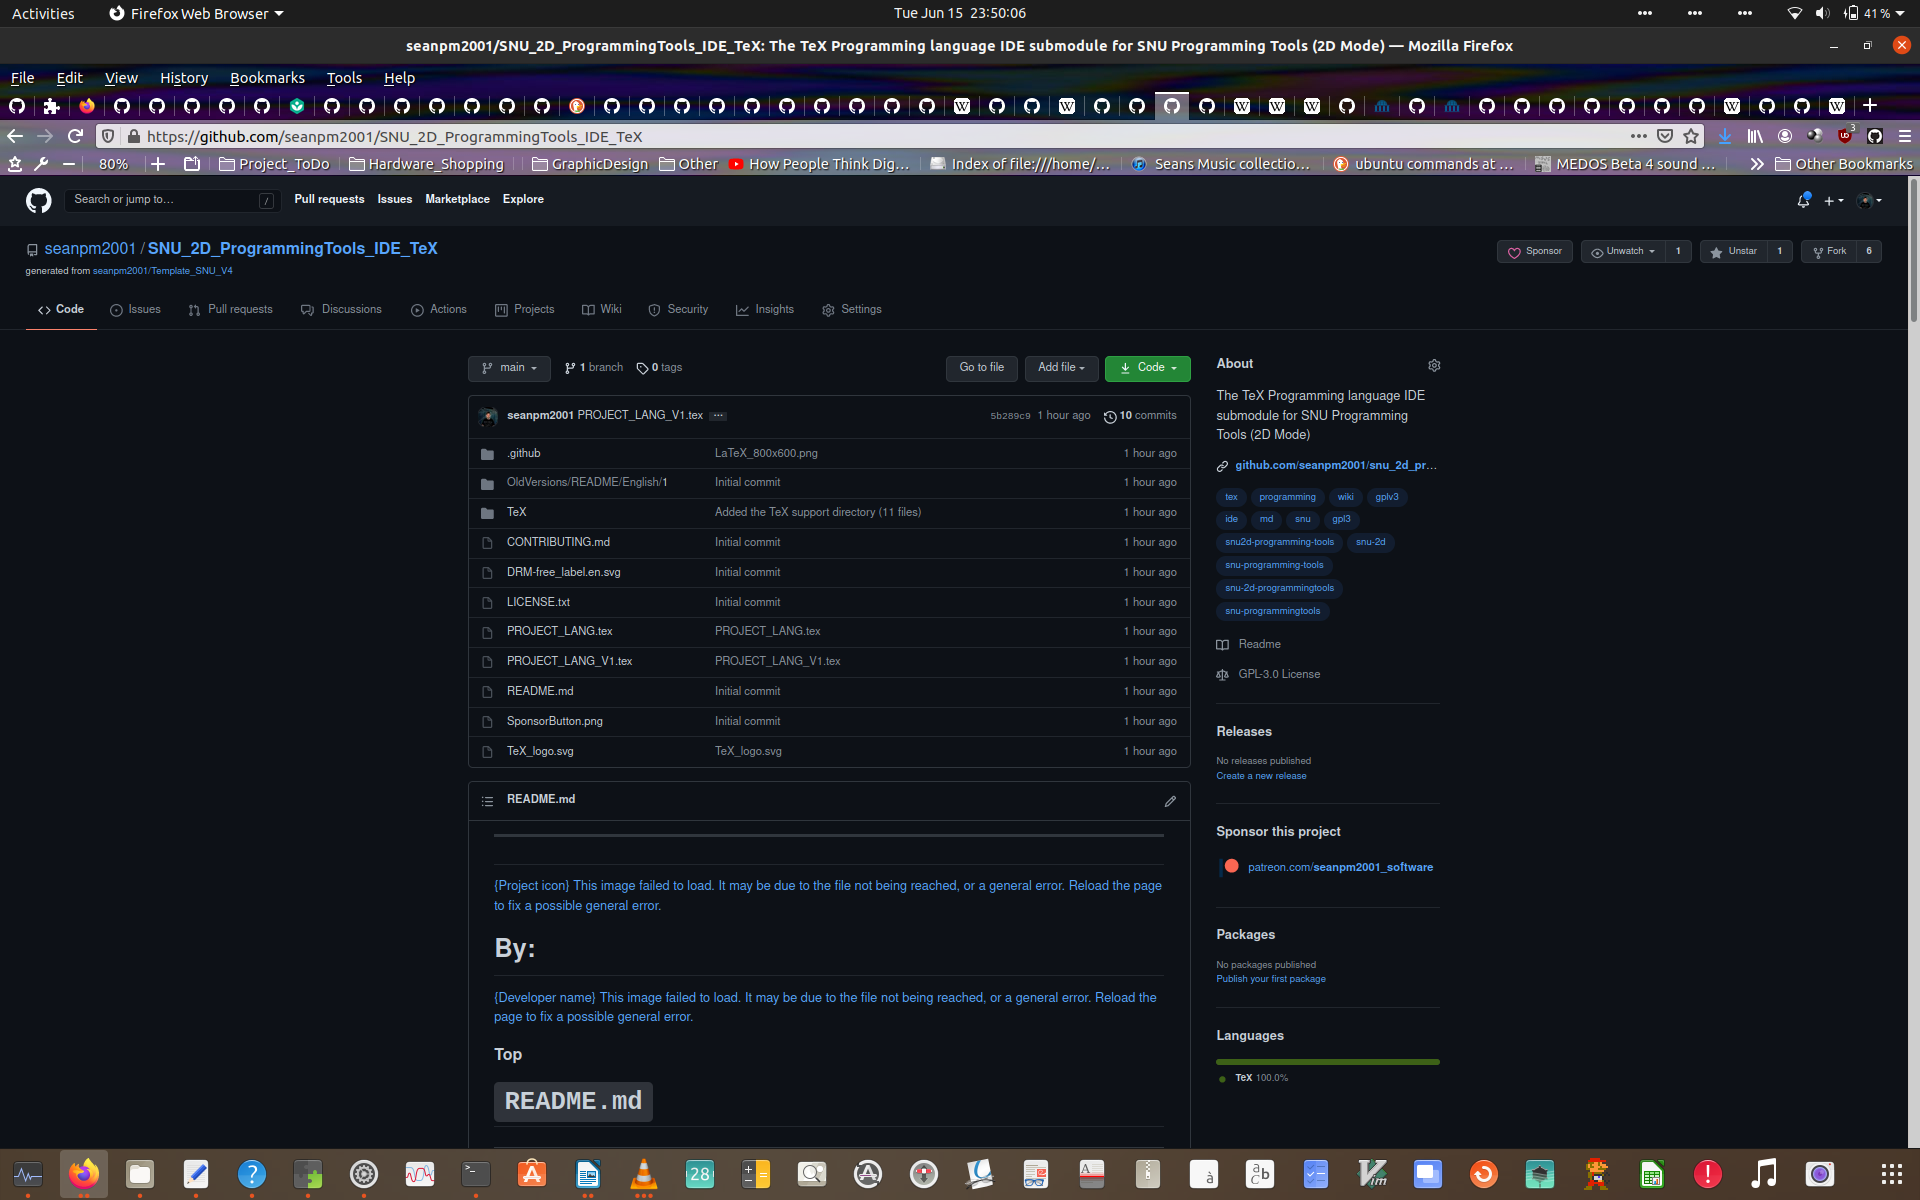 Activities Firefox Web Browser Tue Jun 15 23:50:06 41 %
seanpm2001/SNU_2D_ProgrammingTools_IDE_TeX: The TeX Programming language IDE submodule for SNU Programming Tools (2D Mode) — Mozilla Firefox
File Edit View History Bookmarks Tools Help
https://github.com/seanpm2001/SNU_2D_ProgrammingTools_IDE_TeX 3
80% Project_ToDo Hardware_Shopping GraphicDesign Other How People Think Dig… Index of file:///home/… Seans Music collectio… ubuntu commands at … MEDOS Beta 4 sound … Other Bookmarks
Search or jump to… / Pull requests Issues Marketplace Explore
seanpm2001 / SNU_2D_ProgrammingTools_IDE_TeX Sponsor Unwatch 1 Unstar 1 Fork 6
generated from seanpm2001/Template_SNU_V4
Code Issues Pull requests Discussions Actions Projects Wiki Security Insights Settings
main 1 branch 0 tags Go to file Add file Code
seanpm2001 PROJECT_LANG_V1.tex ... 5b289c9 1 hour ago 10 commits
.github LaTeX_800x600.png 1 hour ago
OldVersions/README/English/1 Initial commit 1 hour ago
TeX Added the TeX support directory (11 files) 1 hour ago
CONTRIBUTING.md Initial commit 1 hour ago
DRM-free_label.en.svg Initial commit 1 hour ago
LICENSE.txt Initial commit 1 hour ago
PROJECT_LANG.tex PROJECT_LANG.tex 1 hour ago
PROJECT_LANG_V1.tex PROJECT_LANG_V1.tex 1 hour ago
README.md Initial commit 1 hour ago
SponsorButton.png Initial commit 1 hour ago
TeX_logo.svg TeX_logo.svg 1 hour ago
README.md
{Project icon} This image failed to load. It may be due to the file not being reached, or a general error. Reload the page
to fix a possible general error.
By:
{Developer name} This image failed to load. It may be due to the file not being reached, or a general error. Reload the
page to fix a possible general error.
Top
README.md
About
The TeX Programming language IDE
submodule for SNU Programming
Tools (2D Mode)
github.com/seanpm2001/snu_2d_pr…
tex programming wiki gplv3
ide md snu gpl3
snu2d-programming-tools snu-2d
snu-programming-tools
snu-2d-programmingtools
snu-programmingtools
Readme
GPL-3.0 License
Releases
No releases published
Create a new release
Sponsor this project
patreon.com/seanpm2001_software
Packages
No packages published
Publish your first package
Languages
TeX 100.0%
28